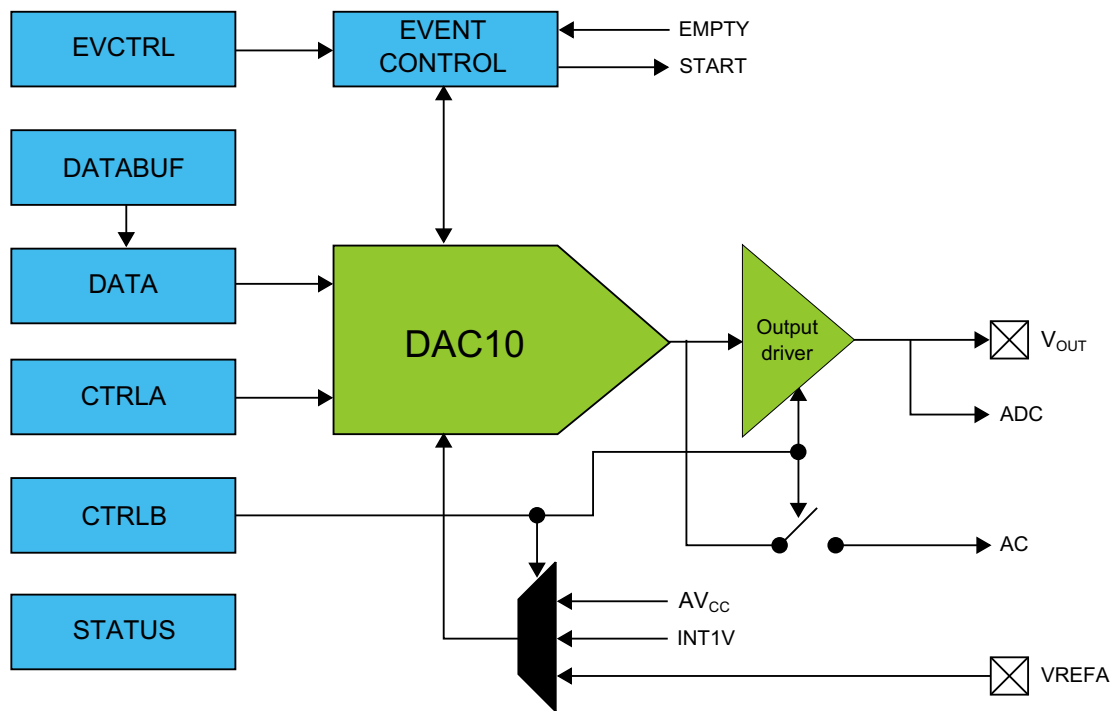 EVCTRL
EVENT
CONTROL
EMPTY
START
DATABUF
DATA
DAC10
Output
driver
VOUT
ADC
CTRLA
CTRLB
AC
STATUS
AVCC
INT1V
VREFA